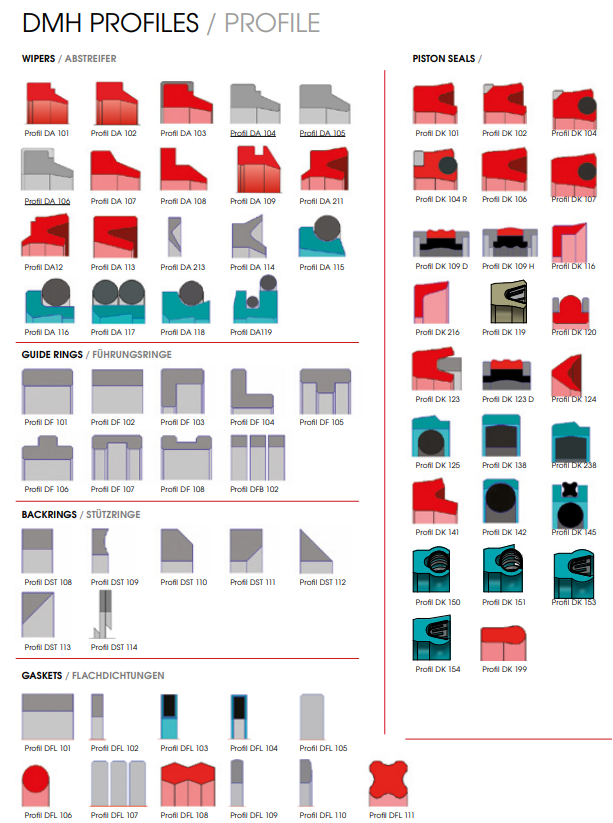 DMH PROFILES / PROFILE
WIPERS / ABSTREIFER
Profil DA 101 Profil DA 102 Profil DA 103 Profil DA 104 Profil DA 105
Profil DA 106 Profil DA 107 Profil DA 108 Profil DA 109 Profil DA 211
Profil DA12 Profil DA 113 Profil DA 213 Profil DA 114 Profil DA 115
Profil DA 116 Profil DA 117 Profil DA 118 Profil DA119
GUIDE RINGS / FÜHRUNGSRINGE
Profil DF 101 Profil DF 102 Profil DF 103 Profil DF 104 Profil DF 105
Profil DF 106 Profil DF 107 Profil DF 108 Profil DFB 102
BACKRINGS / STÜTZRINGE
Profil DST 108 Profil DST 109 Profil DST 110 Profil DST 111 Profil DST 112
Profil DST 113 Profil DST 114
GASKETS / FLACHDICHTUNGEN
Profil DFL 101 Profil DFL 102 Profil DFL 103 Profil DFL 104 Profil DFL 105
Profil DFL 106 Profil DFL 107 Profil DFL 108 Profil DFL 109 Profil DFL 110 Profil DFL 111
PISTON SEALS /
Profil DK 101 Profil DK 102 Profil DK 104
Profil DK 104 R Profil DK 106 Profil DK 107
Profil DK 109 D Profil DK 109 H Profil DK 116
Profil DK 216 Profil DK 119 Profil DK 120
Profil DK 123 Profil DK 123 D Profil DK 124
Profil DK 125 Profil DK 138 Profil DK 238
Profil DK 141 Profil DK 142 Profil DK 145
Profil DK 150 Profil DK 151 Profil DK 153
Profil DK 154 Profil DK 199